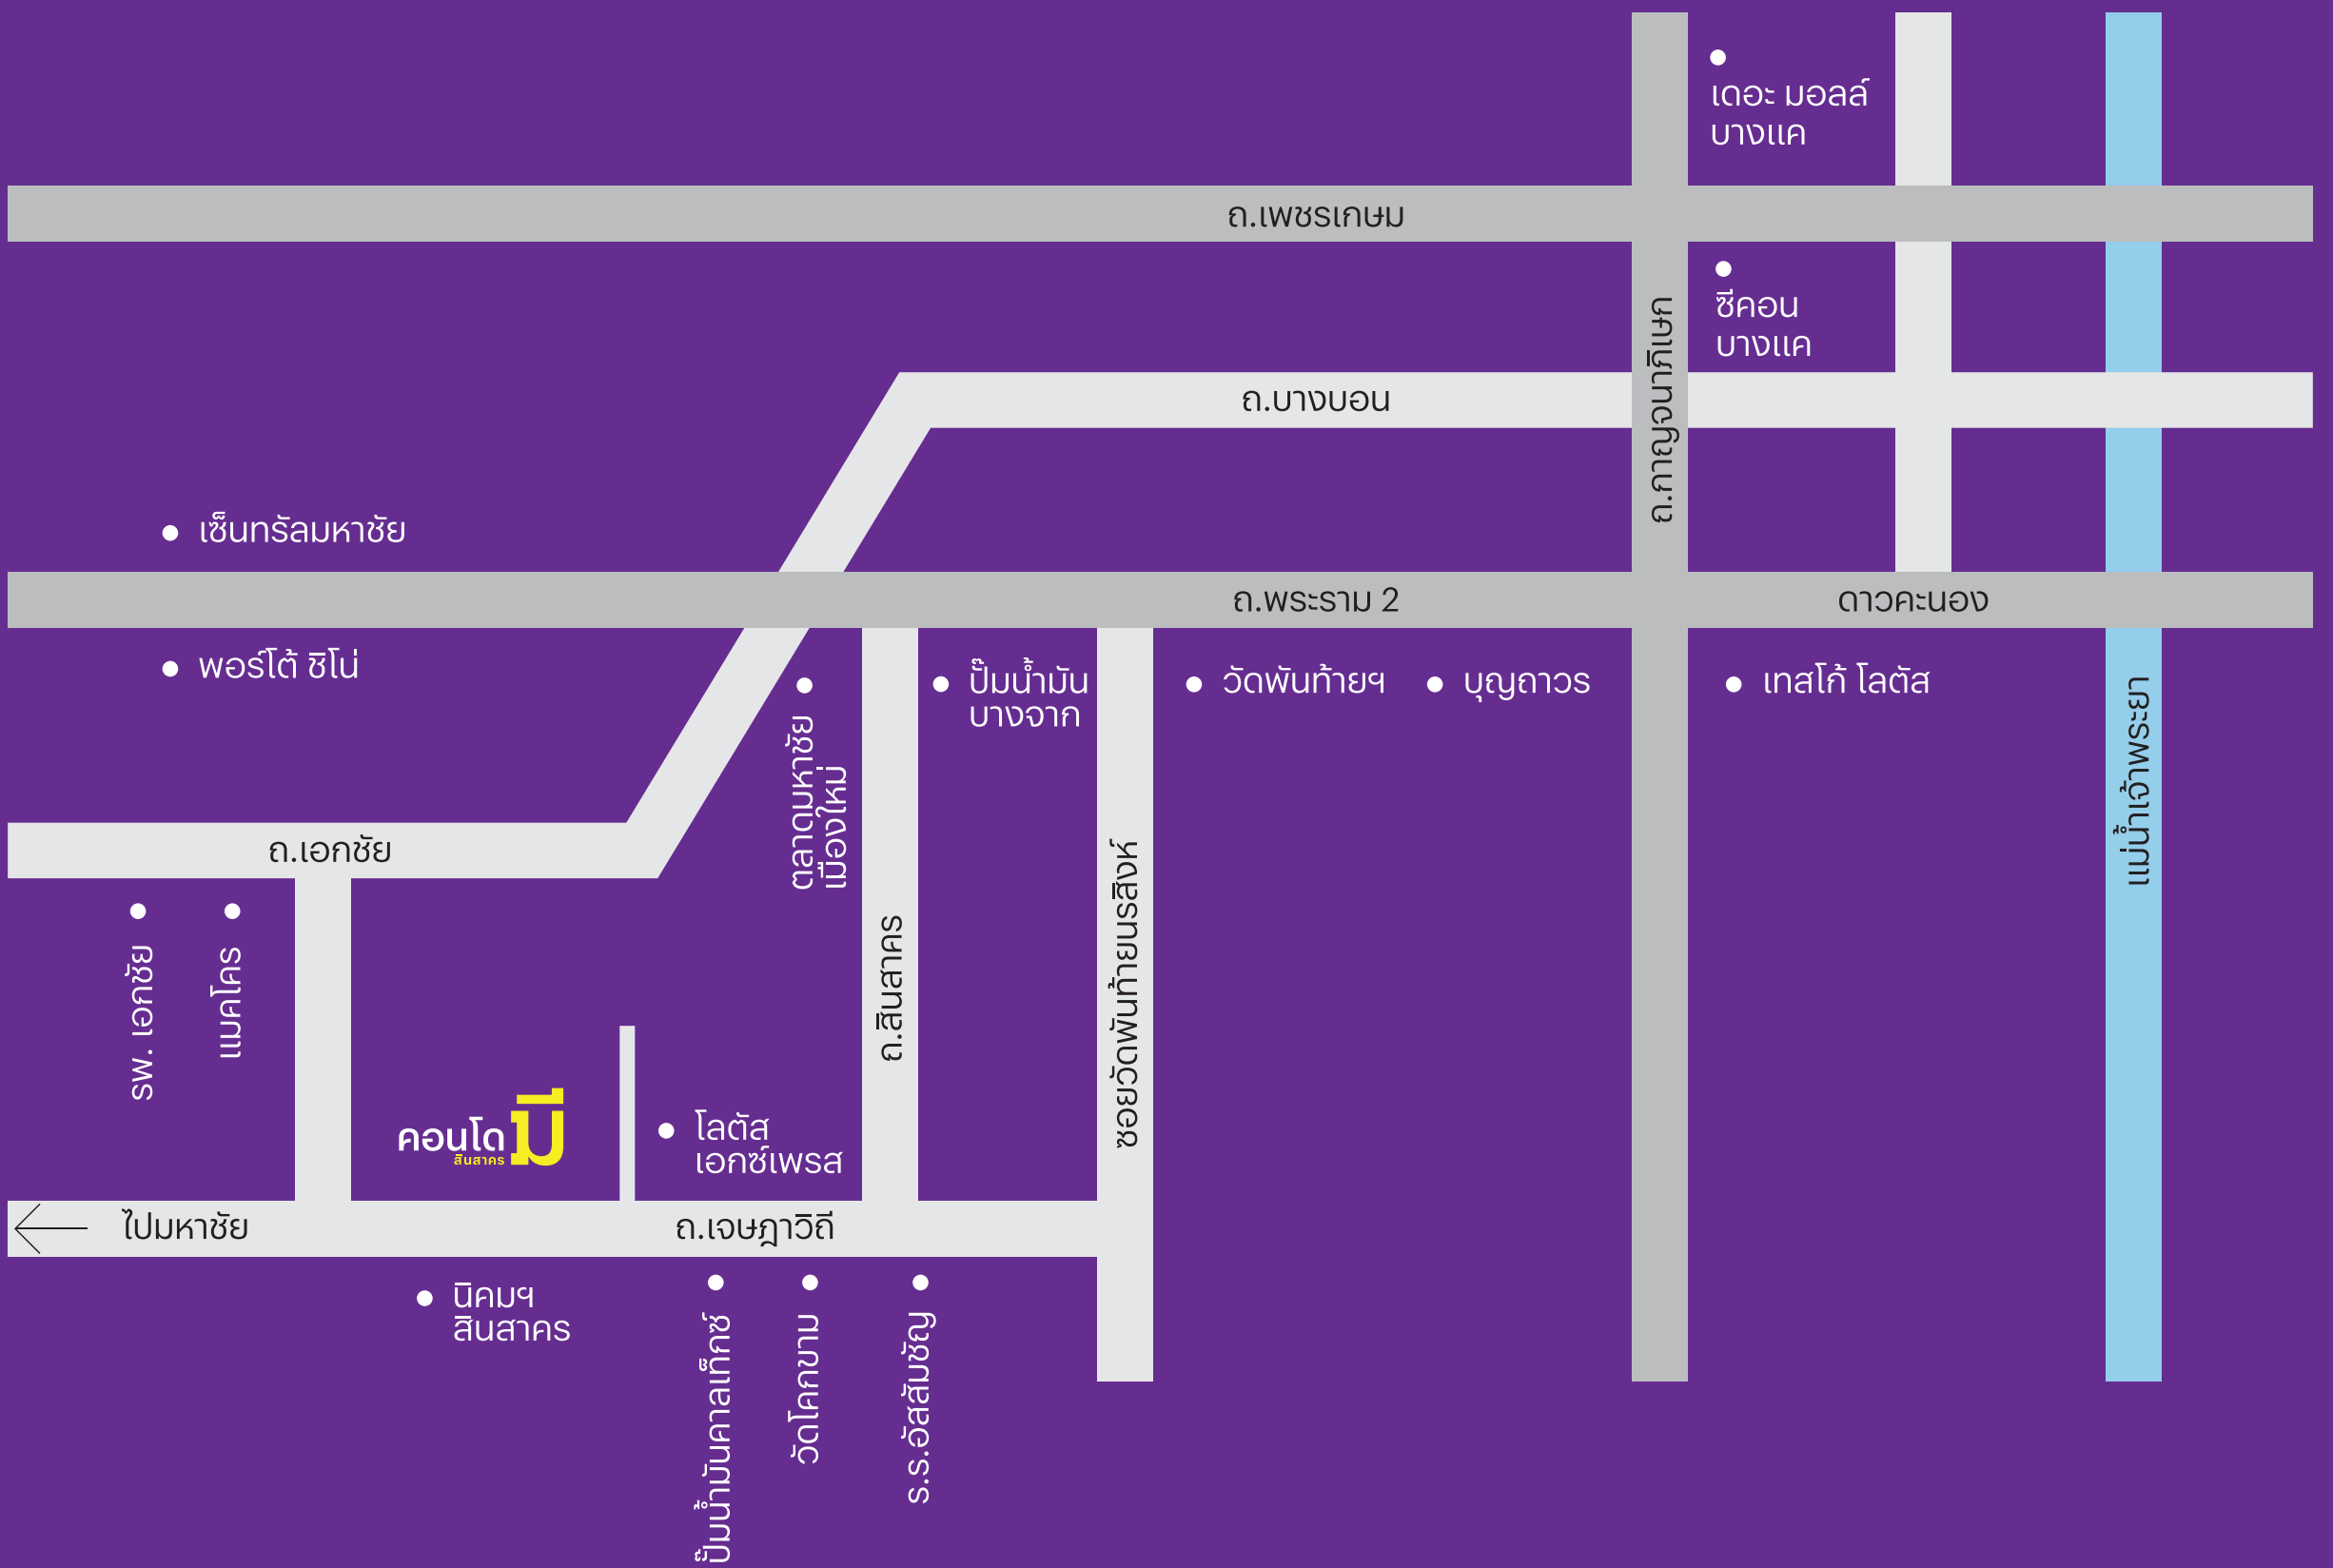 เดอะ มอลล์
บางแค
ถ.เพชรเกษม
ซีคอน
บางแค
ถ.กาญจนาภิเษก
ถ.บางบอน
เซ็นทรัลมหาชัย
ถ.พระราม 2
ดาวคะนอง
พอร์โต้ ชิโน่
ตลาดมหาชัย
เมืองใหม่
ปั๊มน้ำมัน
บางจาก
วัดพันท้ายฯ
บุญถาวร
เทสโก้ โลตัส
แม่น้ำเจ้าพระยา
ถ.เอกชัย
รพ. เอกชัย
แมคโคร
ถ.สินสาคร
ซอยวัดพันท้ายนรสิงห์
คอนโด
มี
สินสาคร
โลตัส
เอกซ์เพรส
ไปมหาชัย
ถ.เจษฎาวิถี
นิคมฯ
สินสาคร
ปั๊มน้ำมันคาลเท๊กซ์
วัดโคกขาม
ร.ร.อัสสัมชัญ